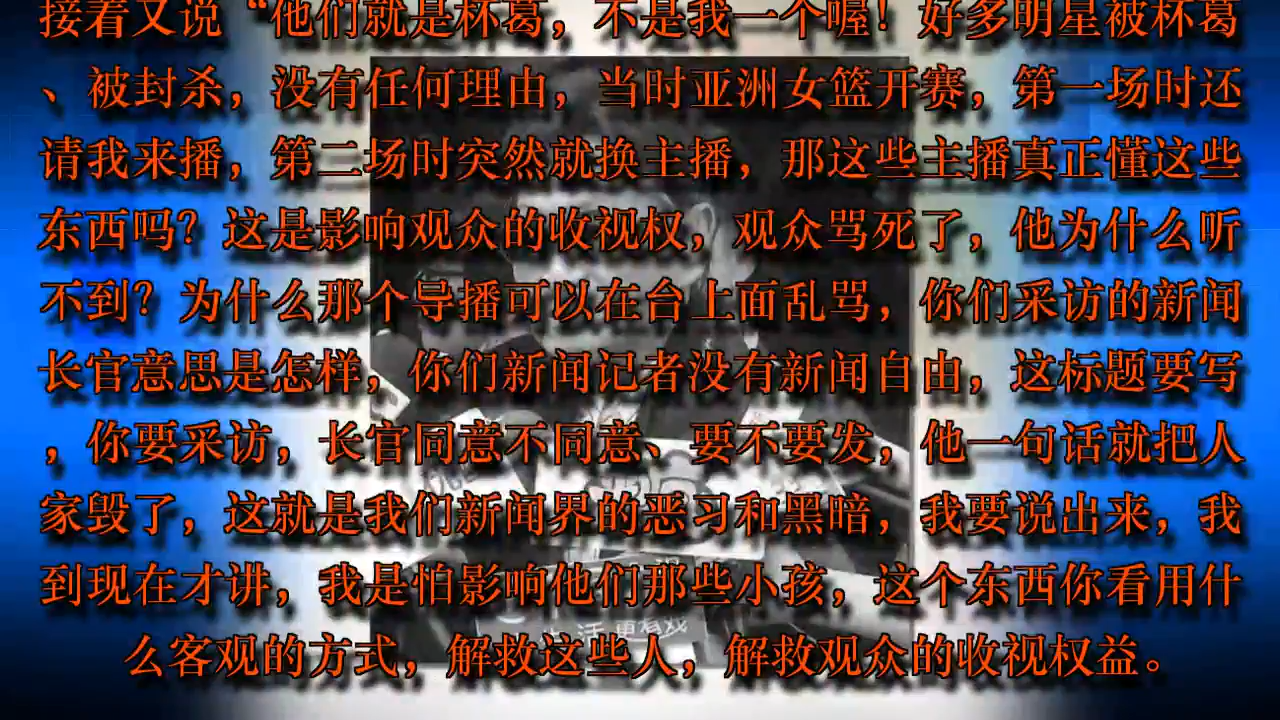 接着又说“他们就是杯葛，不是我一个喔！好多明星被杯葛
、被封杀，没有任何理由，当时亚洲女篮开赛，第一场时还
请我来播，第二场时突然就换主播，那这些主播真正懂这些
东西吗？这是影响观众的收视权，观众骂死了，他为什么听
不到？为什么那个导播可以在台上面乱骂，你们采访的新闻
长官意思是怎样，你们新闻记者没有新闻自由，这标题要写
，你要采访，长官同意不同意、要不要发，他一句话就把人
家毁了，这就是我们新闻界的恶习和黑暗，我要说出来，我
到现在才讲，我是怕影响他们那些小孩，这个东西你看用什
么客观的方式，解救这些人，解救观众的收视权益。
生活更有戏